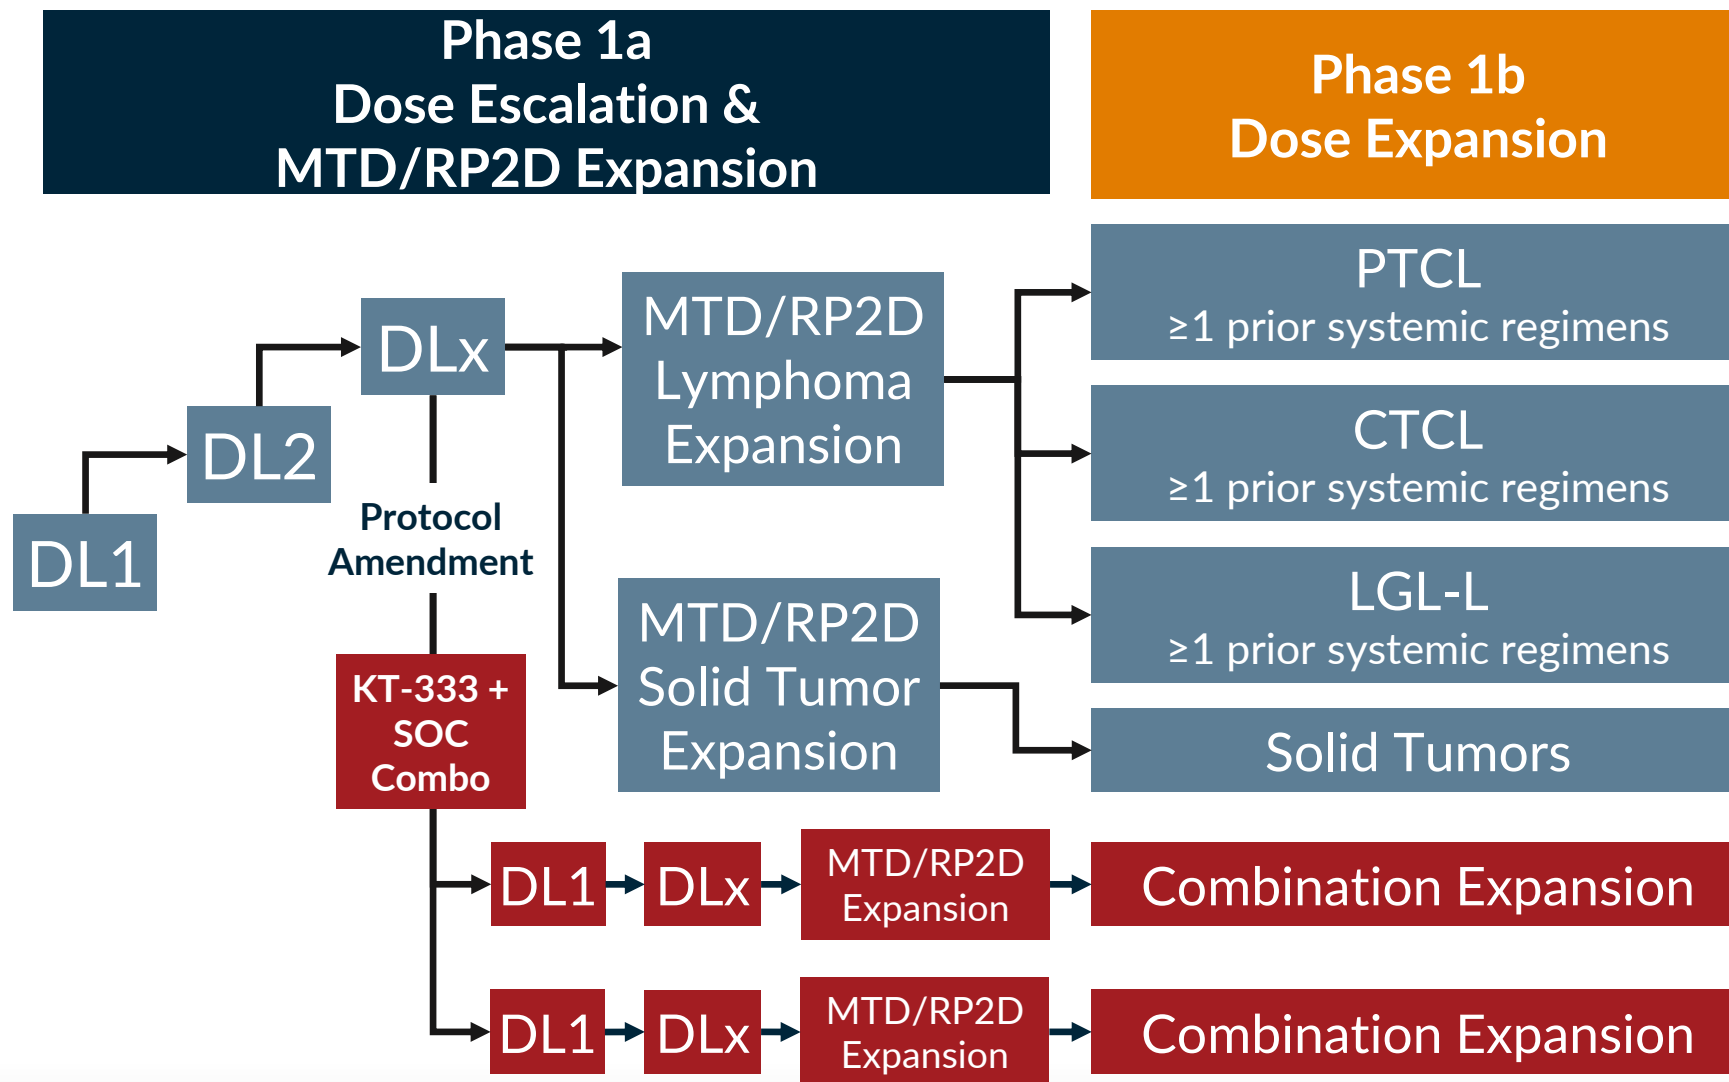 Phase 1a
Dose Escalation &
MTD/RP2D Expansion
Phase 1b
Dose Expansion
DL1
DL2
DLx
Protocol
Amendment
KT-333 +
SOC
Combo
MTD/RP2D
Lymphoma
Expansion
MTD/RP2D
Solid Tumor
Expansion
PTCL
≥1 prior systemic regimens
CTCL
≥1 prior systemic regimens
LGL-L
≥1 prior systemic regimens
Solid Tumors
DL1
DLx
MTD/RP2D
Expansion
Combination Expansion
DL1
DLx
MTD/RP2D
Expansion
Combination Expansion